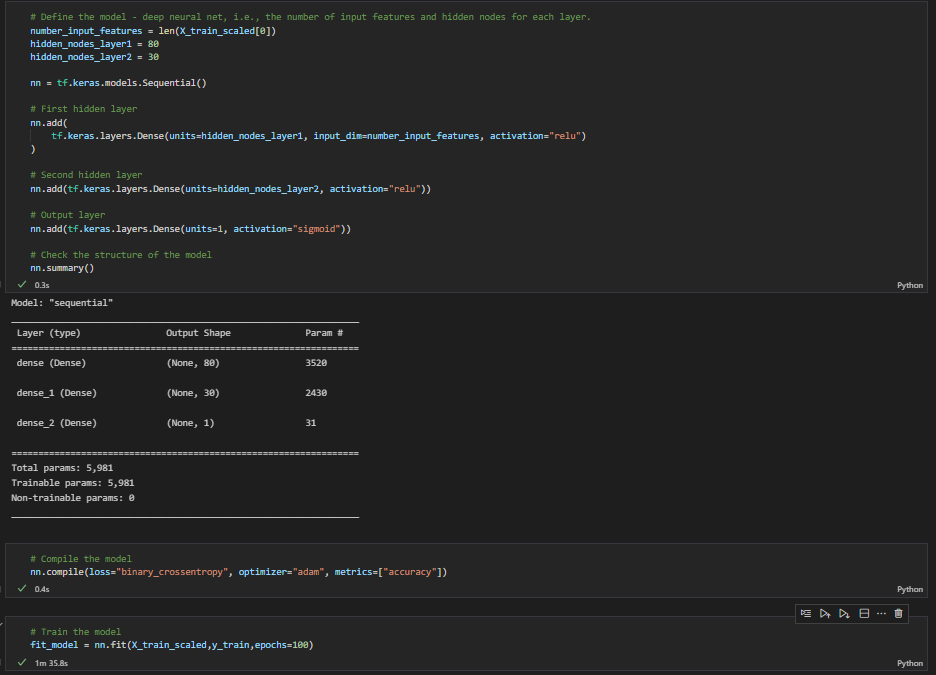 # Define the model - deep neural net, i.e., the number of input features and hidden nodes for each layer.
number_input_features = len(X_train_scaled[0])
hidden_nodes_layer1 = 80
hidden_nodes_layer2 = 30
nn = tf.keras.models.Sequential()
# First hidden layer
nn.add(
tf.keras.layers.Dense(units=hidden_nodes_layer1, input_dim=number_input_features, activation="relu")
)
# Second hidden layer
nn.add(tf.keras.layers.Dense(units=hidden_nodes_layer2, activation="relu"))
# Output layer
nn.add(tf.keras.layers.Dense(units=1, activation="sigmoid"))
# Check the structure of the model
nn.summary()
0.3s Python
Model: "sequential"
Layer (type) Output Shape Param #
=================================================================
dense (Dense) (None, 80) 3520
dense_1 (Dense) (None, 30) 2430
dense_2 (Dense) (None, 1) 31
=================================================================
Total params: 5,981
Trainable params: 5,981
Non-trainable params: 0
# Compile the model
nn.compile(loss="binary_crossentropy", optimizer="adam", metrics=["accuracy"])
0.4s Python
# Train the model
fit_model = nn.fit(X_train_scaled,y_train,epochs=100)
1m 35.8s Python